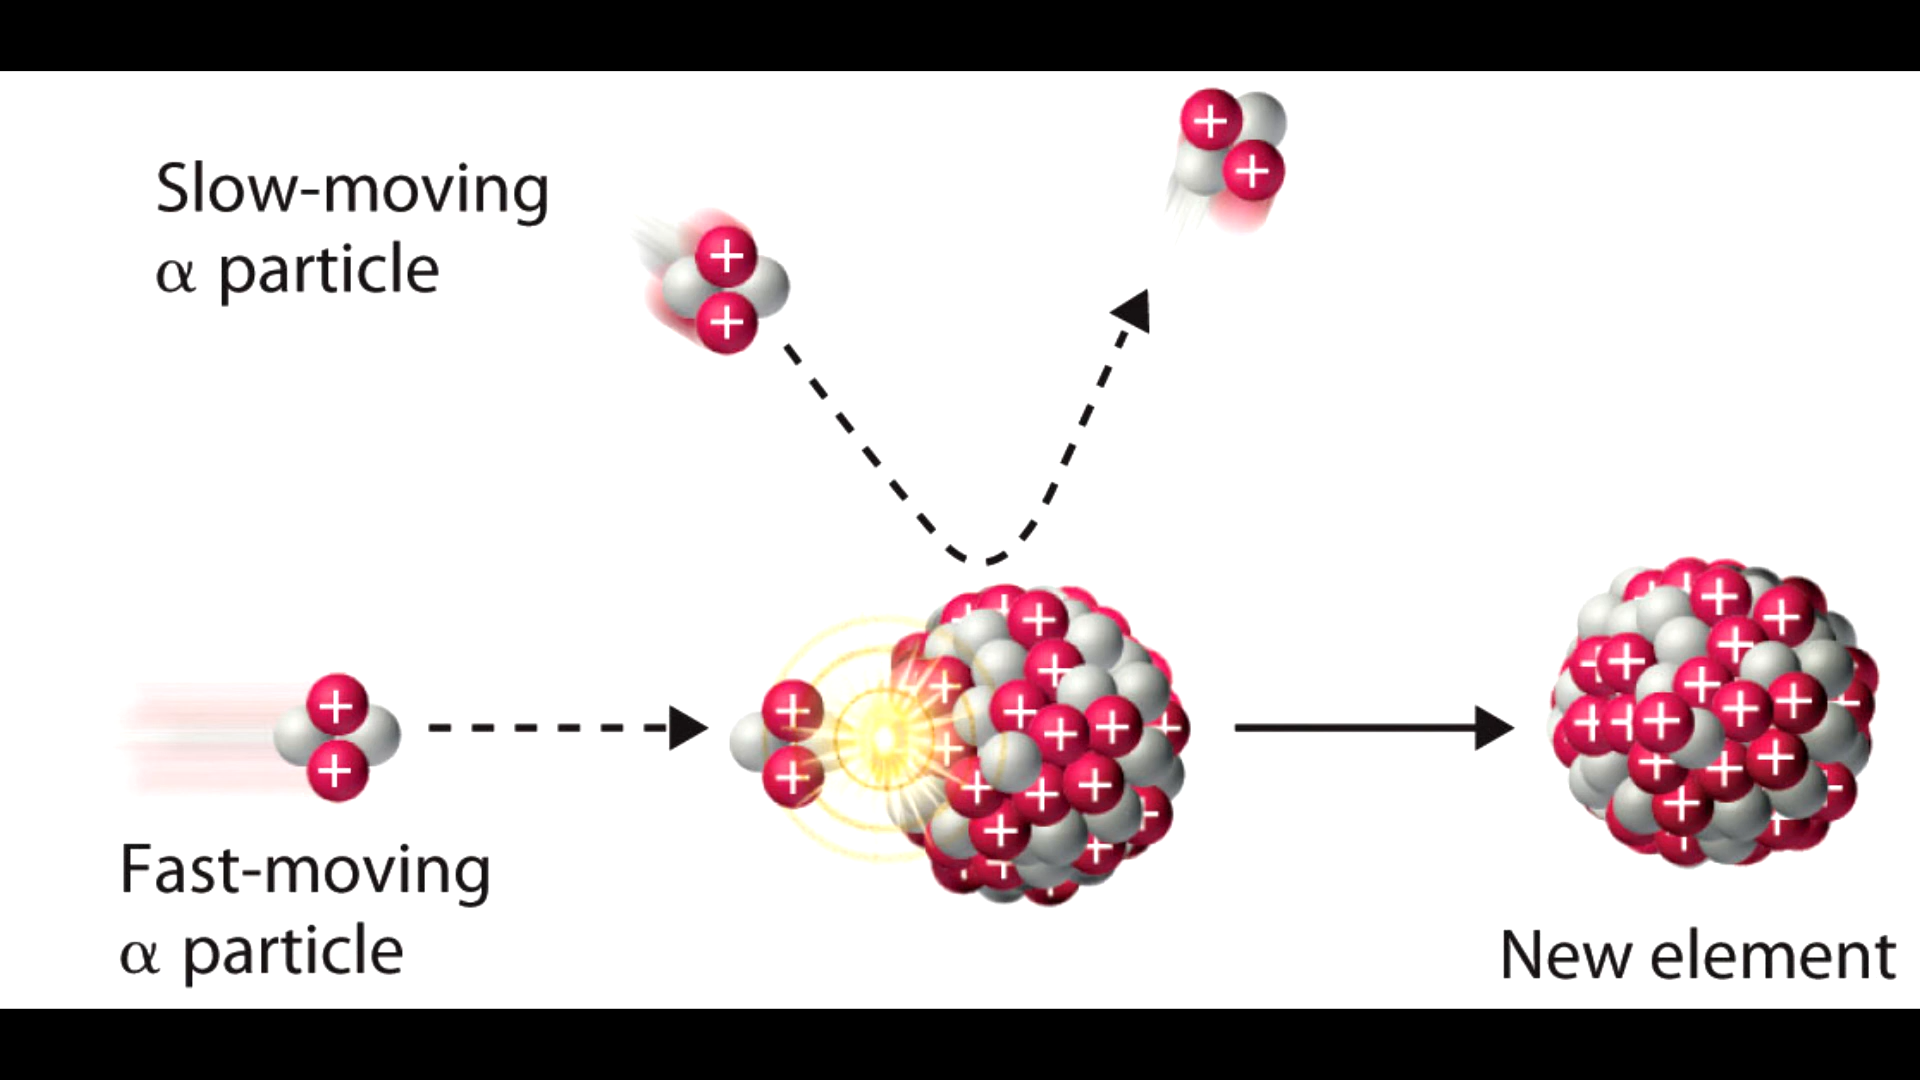 Slow-moving
α particle
Fast-moving
α particle
New element